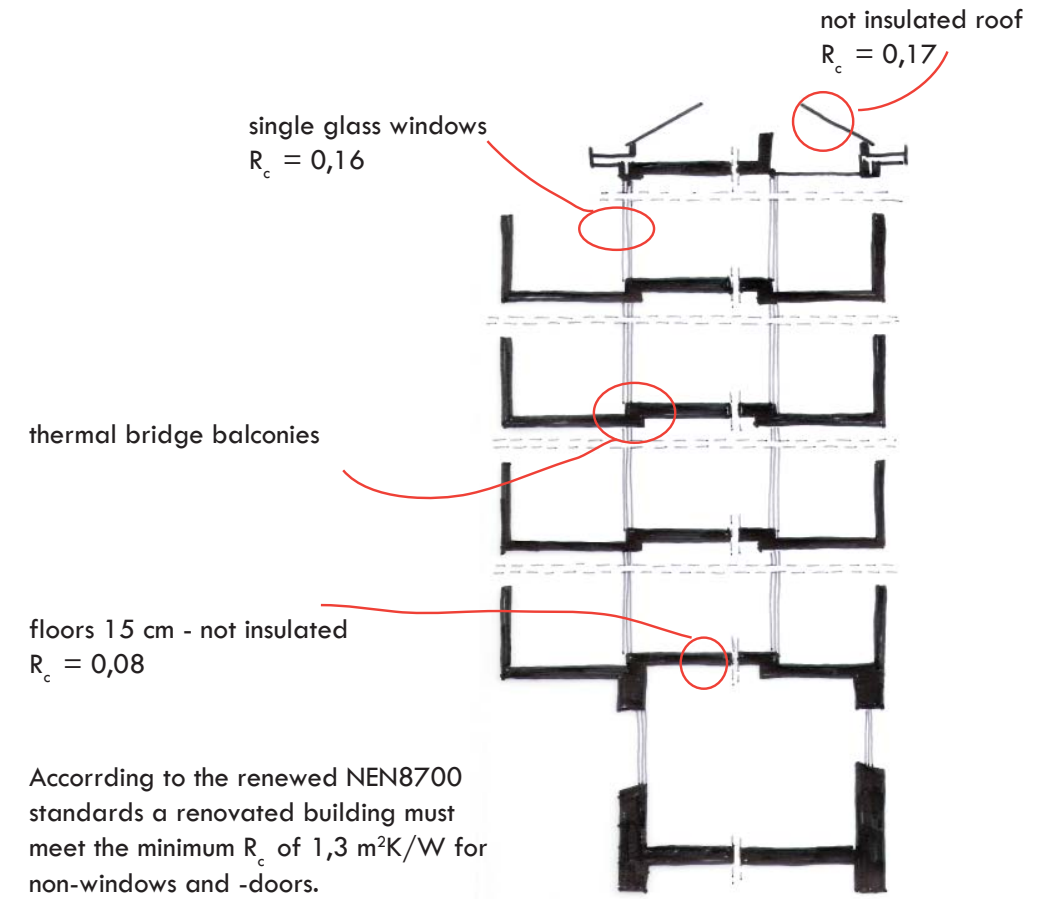 not insulated roof
R_c = 0,17
single glass windows
R_c = 0,16
thermal bridge balconies
floors 15 cm - not insulated
R_c = 0,08
Accorrding to the renewed NEN8700
standards a renovated building must
meet the minimum R_c of 1,3 m²K/W for
non-windows and -doors.